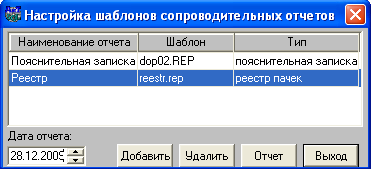 Настройка шаблонов сопроводительных отчетов
Наименование отчета Шаблон Тип
Пояснительная записка dop02.REP пояснительная записка
Реестр reestr.rep реестр пачек
Дата отчета:
28.12.2009 Добавить Удалить Отчет Выход